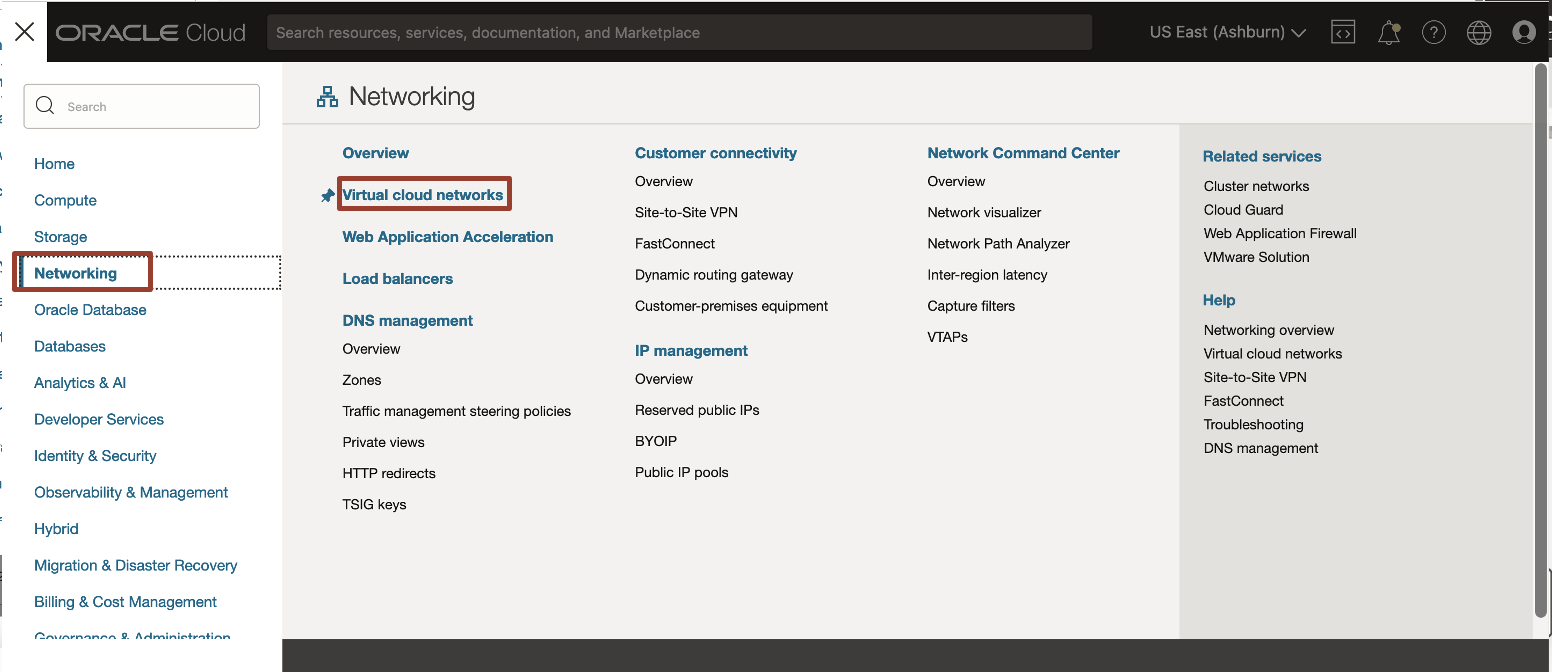 ORACLE Cloud
Search resources, services, documentation, and Marketplace
US East (Ashburn)
Search
Home
Compute
Storage
Networking
Oracle Database
Databases
Analytics & AI
Developer Services
Identity & Security
Observability & Management
Hybrid
Migration & Disaster Recovery
Billing & Cost Management
Governance & Administration
Networking
Overview
Virtual cloud networks
Web Application Acceleration
Load balancers
DNS management
Overview
Zones
Traffic management steering policies
Private views
HTTP redirects
TSIG keys
Customer connectivity
Overview
Site-to-Site VPN
FastConnect
Dynamic routing gateway
Customer-premises equipment
IP management
Overview
Reserved public IPs
BYOIP
Public IP pools
Network Command Center
Overview
Network visualizer
Network Path Analyzer
Inter-region latency
Capture filters
VTAPs
Related services
Cluster networks
Cloud Guard
Web Application Firewall
VMware Solution
Help
Networking overview
Virtual cloud networks
Site-to-Site VPN
FastConnect
Troubleshooting
DNS management